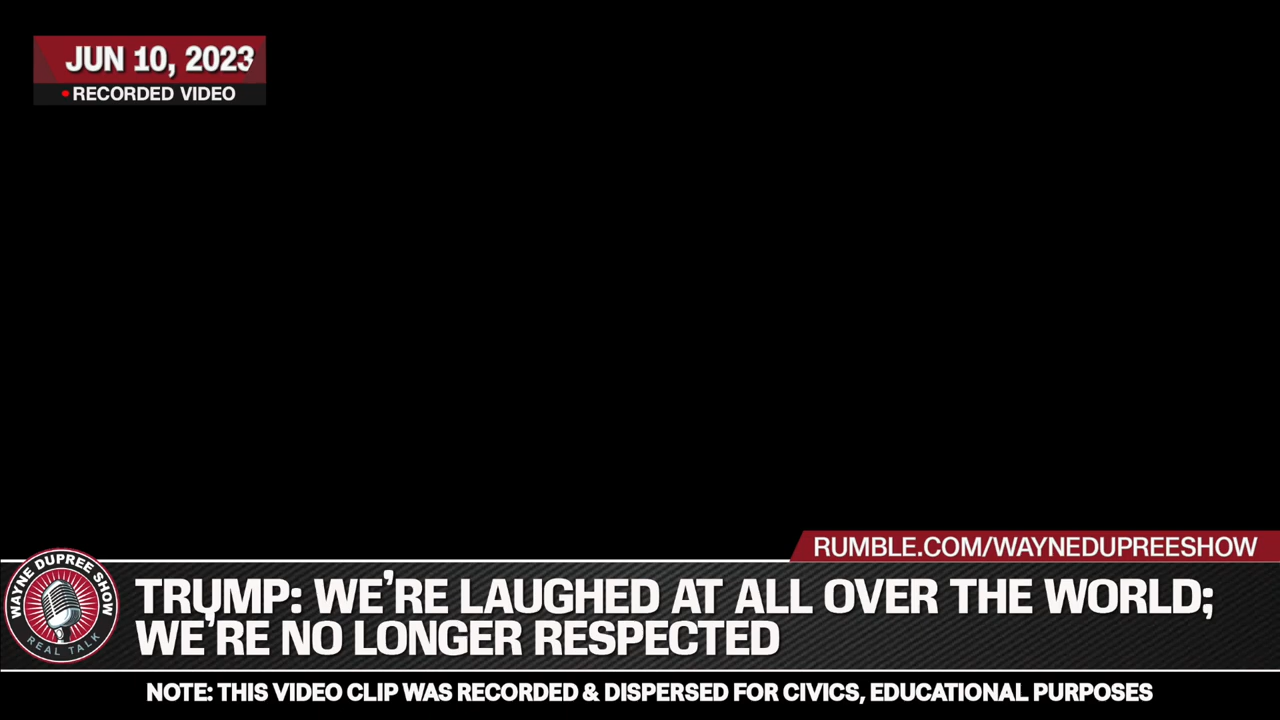 JUN 10, 2023
RECORDED VIDEO
RUMBLE.COM/WAYNEDUPREESHOW
WAYNE DUPREE SHOW
REAL TALK
TRUMP: WE'RE LAUGHED AT ALL OVER THE WORLD;
WE'RE NO LONGER RESPECTED
NOTE: THIS VIDEO CLIP WAS RECORDED & DISPERSED FOR CIVICS, EDUCATIONAL PURPOSES